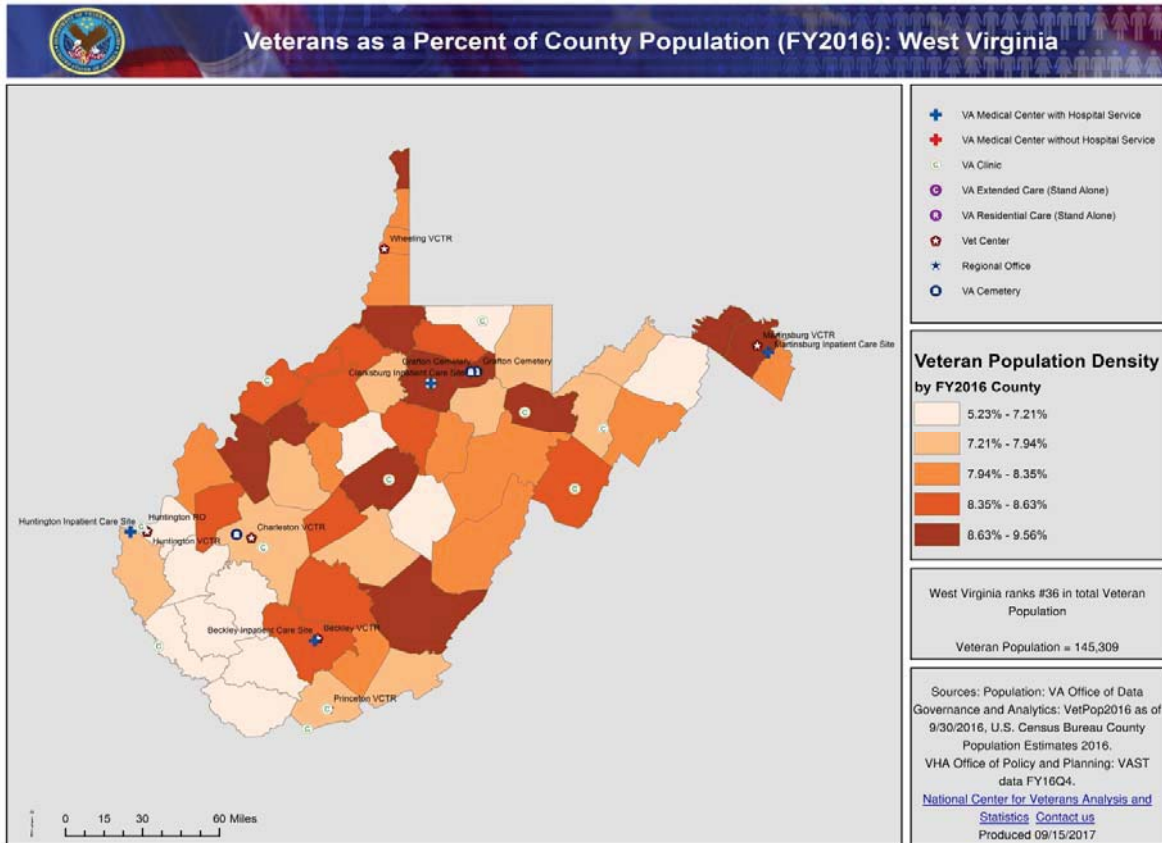 Veterans as a Percent of County Population (FY2016): West Virginia
Wheeling VCTR
Martinsburg VCTR
Martinsburg Inpatient Care Site
Grafton Cemetery
Grafton Cemetery
Clarksburg Inpatient Care Site
Huntington RO
Huntington Inpatient Care Site
Huntington VCTR
Charleston VCTR
Beckley Inpatient Care Site
Beckley VCTR
Princeton VCTR
0 15 30 60 Miles
VA Medical Center with Hospital Service
VA Medical Center without Hospital Service
C VA Clinic
C VA Extended Care (Stand Alone)
R VA Residential Care (Stand Alone)
Vet Center
Regional Office
VA Cemetery
Veteran Population Density
by FY2016 County
5.23% - 7.21%
7.21% - 7.94%
7.94% - 8.35%
8.35% - 8.63%
8.63% - 9.56%
West Virginia ranks #36 in total Veteran
Population
Veteran Population = 145,309
Sources: Population: VA Office of Data
Governance and Analytics: VetPop2016 as of
9/30/2016, U.S. Census Bureau County
Population Estimates 2016.
VHA Office of Policy and Planning: VAST
data FY16Q4.
National Center for Veterans Analysis and
Statistics Contact us
Produced 09/15/2017